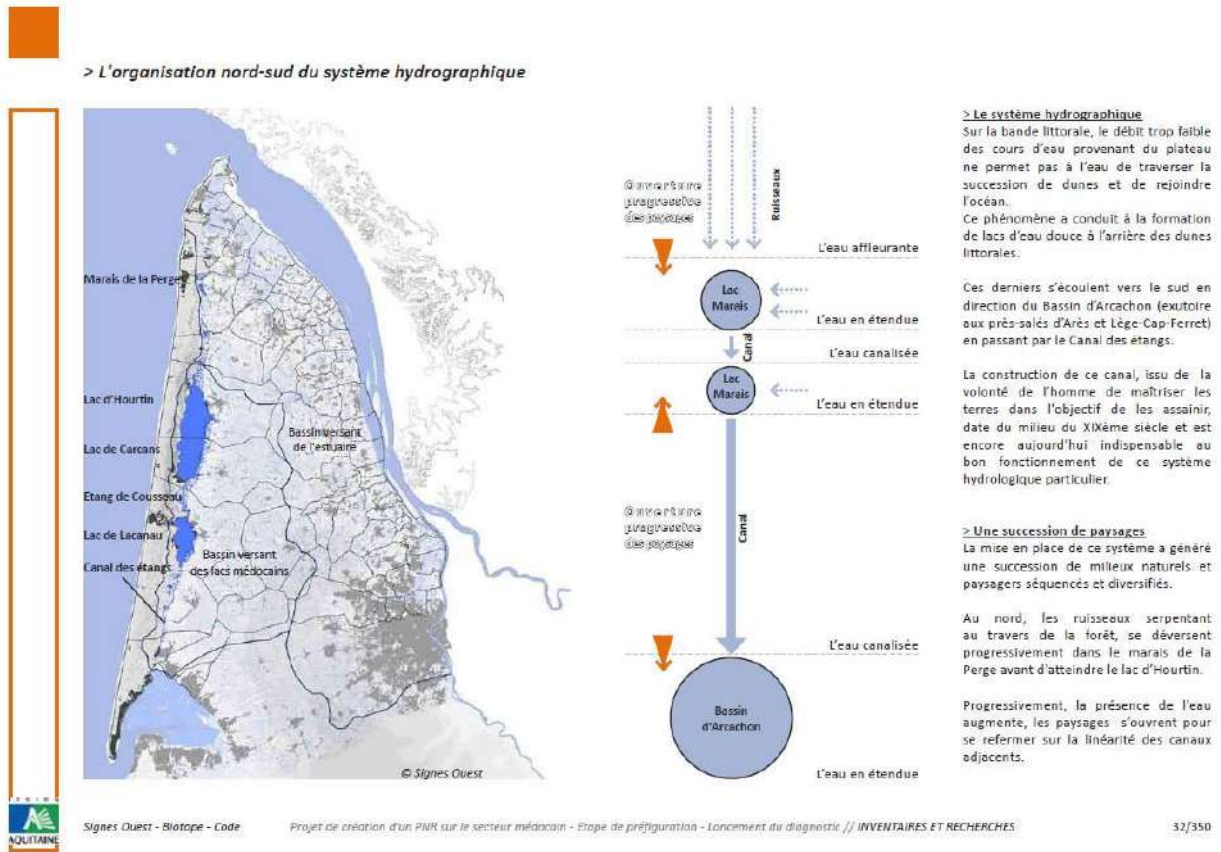 > L'organisation nord-sud du système hydrographique
Marais de la Perge
Lac d'Hourtin
Lac de Carcans
Etang de Cousseau
Lac de Lacanau
Canal des étangs
Bassin versant
de l'estuaire
Bassin versant
des lacs médocains
© Signes Ouest
Ouverture
progressive
des paysages
Ruisseaux
L'eau affleurante
Lac
Marais
L'eau en étendue
Canal
L'eau canalisée
Lac
Marais
L'eau en étendue
Ouverture
progressive
des paysages
Canal
L'eau canalisée
Bassin
d'Arcachon
L'eau en étendue
> Le système hydrographique
Sur la bande littorale, le débit trop faible
des cours d'eau provenant du plateau
ne permet pas à l'eau de traverser la
succession de dunes et de rejoindre
l'océan.
Ce phénomène a conduit à la formation
de lacs d'eau douce à l'arrière des dunes
littorales.
Ces derniers s'écoulent vers le sud en
direction du Bassin d'Arcachon (exutoire
aux près-salés d'Arès et Lège-Cap-Ferret)
en passant par le Canal des étangs.
La construction de ce canal, issu de la
volonté de l'homme de maîtriser les
terres dans l'objectif de les assainir,
date du milieu du XIXème siècle et est
encore aujourd'hui indispensable au
bon fonctionnement de ce système
hydrologique particulier.
> Une succession de paysages
La mise en place de ce système a généré
une succession de milieux naturels et
paysagers séquencés et diversifiés.
Au nord, les ruisseaux serpentant
au travers de la forêt, se déversent
progressivement dans le marais de la
Perge avant d'atteindre le lac d'Hourtin.
Progressivement, la présence de l'eau
augmente, les paysages s'ouvrent pour
se refermer sur la linéarité des canaux
adjacents.
REGION
AQUITAINE
Signes Ouest - Biotope - Code
Projet de création d'un PNR sur le secteur médocain - Etape de préfiguration - Lancement du diagnostic // INVENTAIRES ET RECHERCHES
32/350